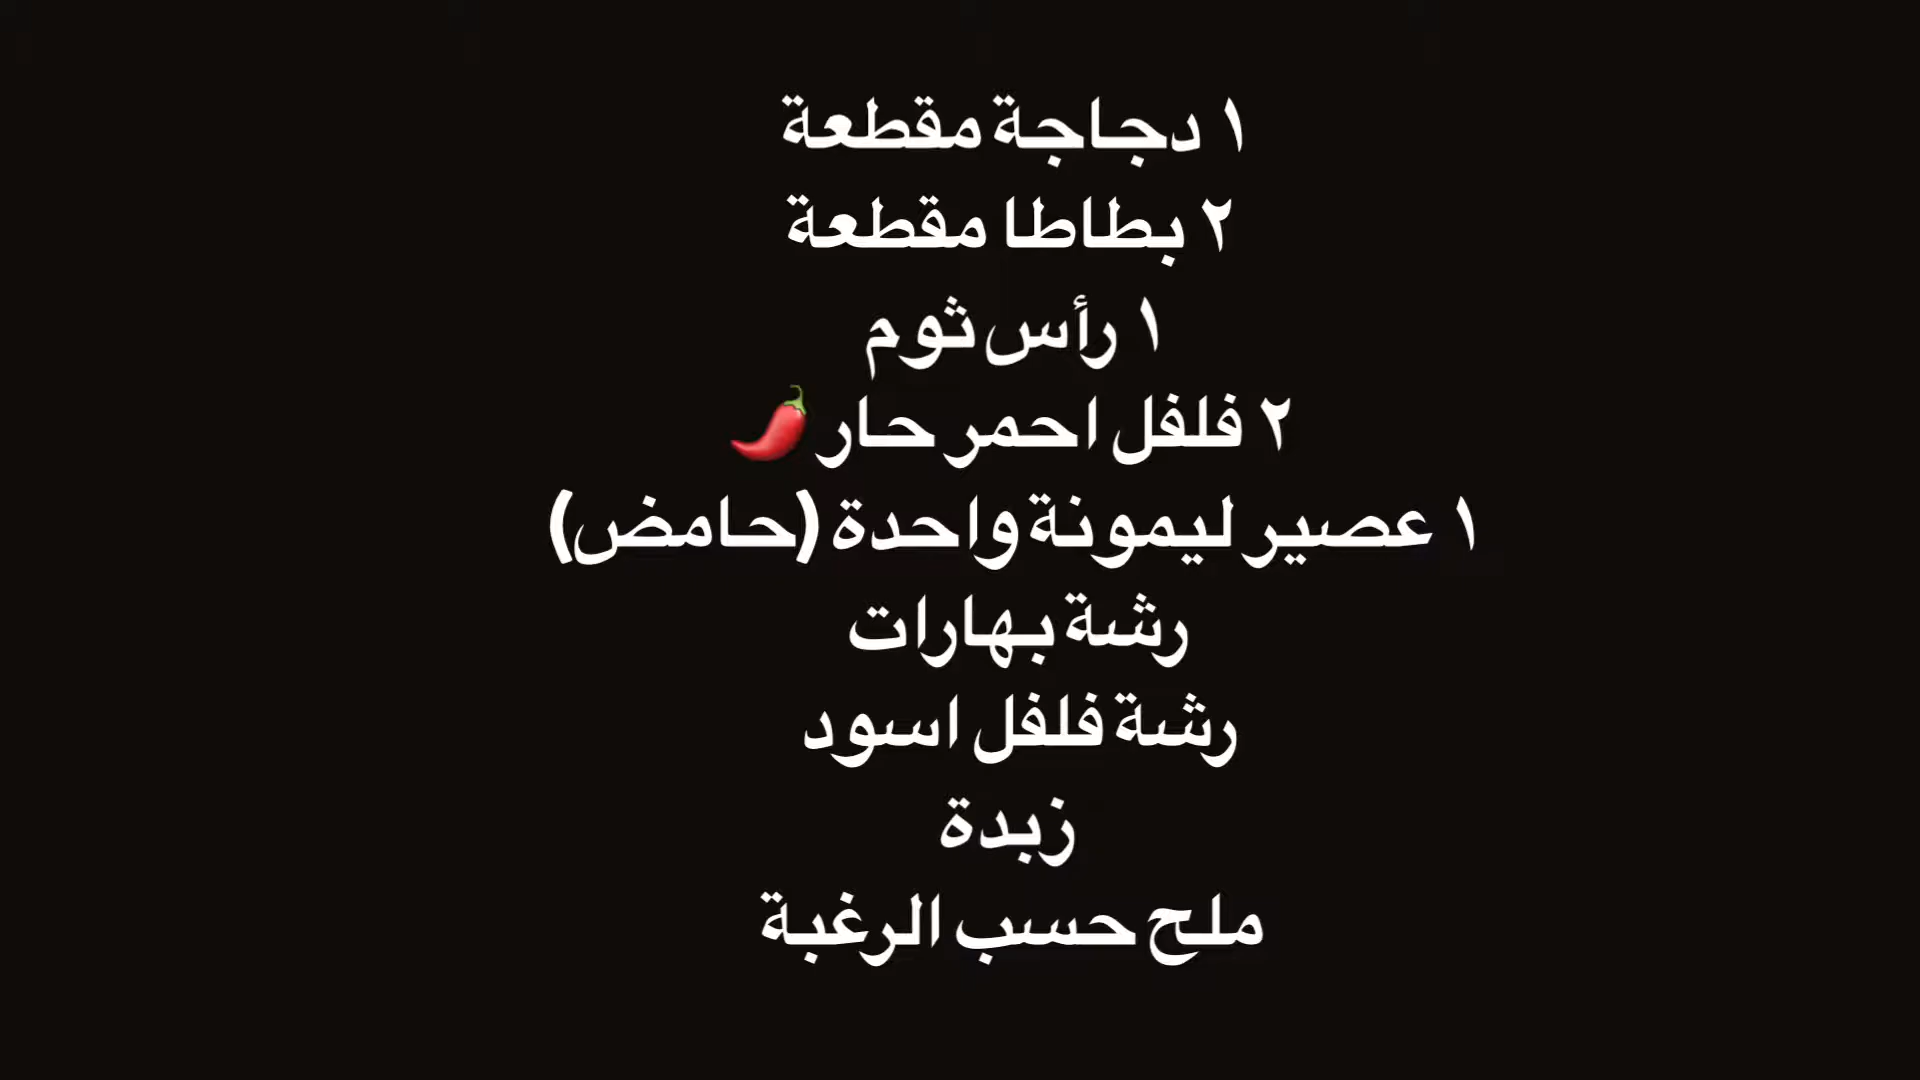 ١ دجاجة مقطعة
٢ بطاطا مقطعة
١ رأس ثوم
٢ فلفل احمر حار 🌶️
١ عصير ليمونة واحدة (حامض)
رشة بهارات
رشة فلفل اسود
زبدة
ملح حسب الرغبة